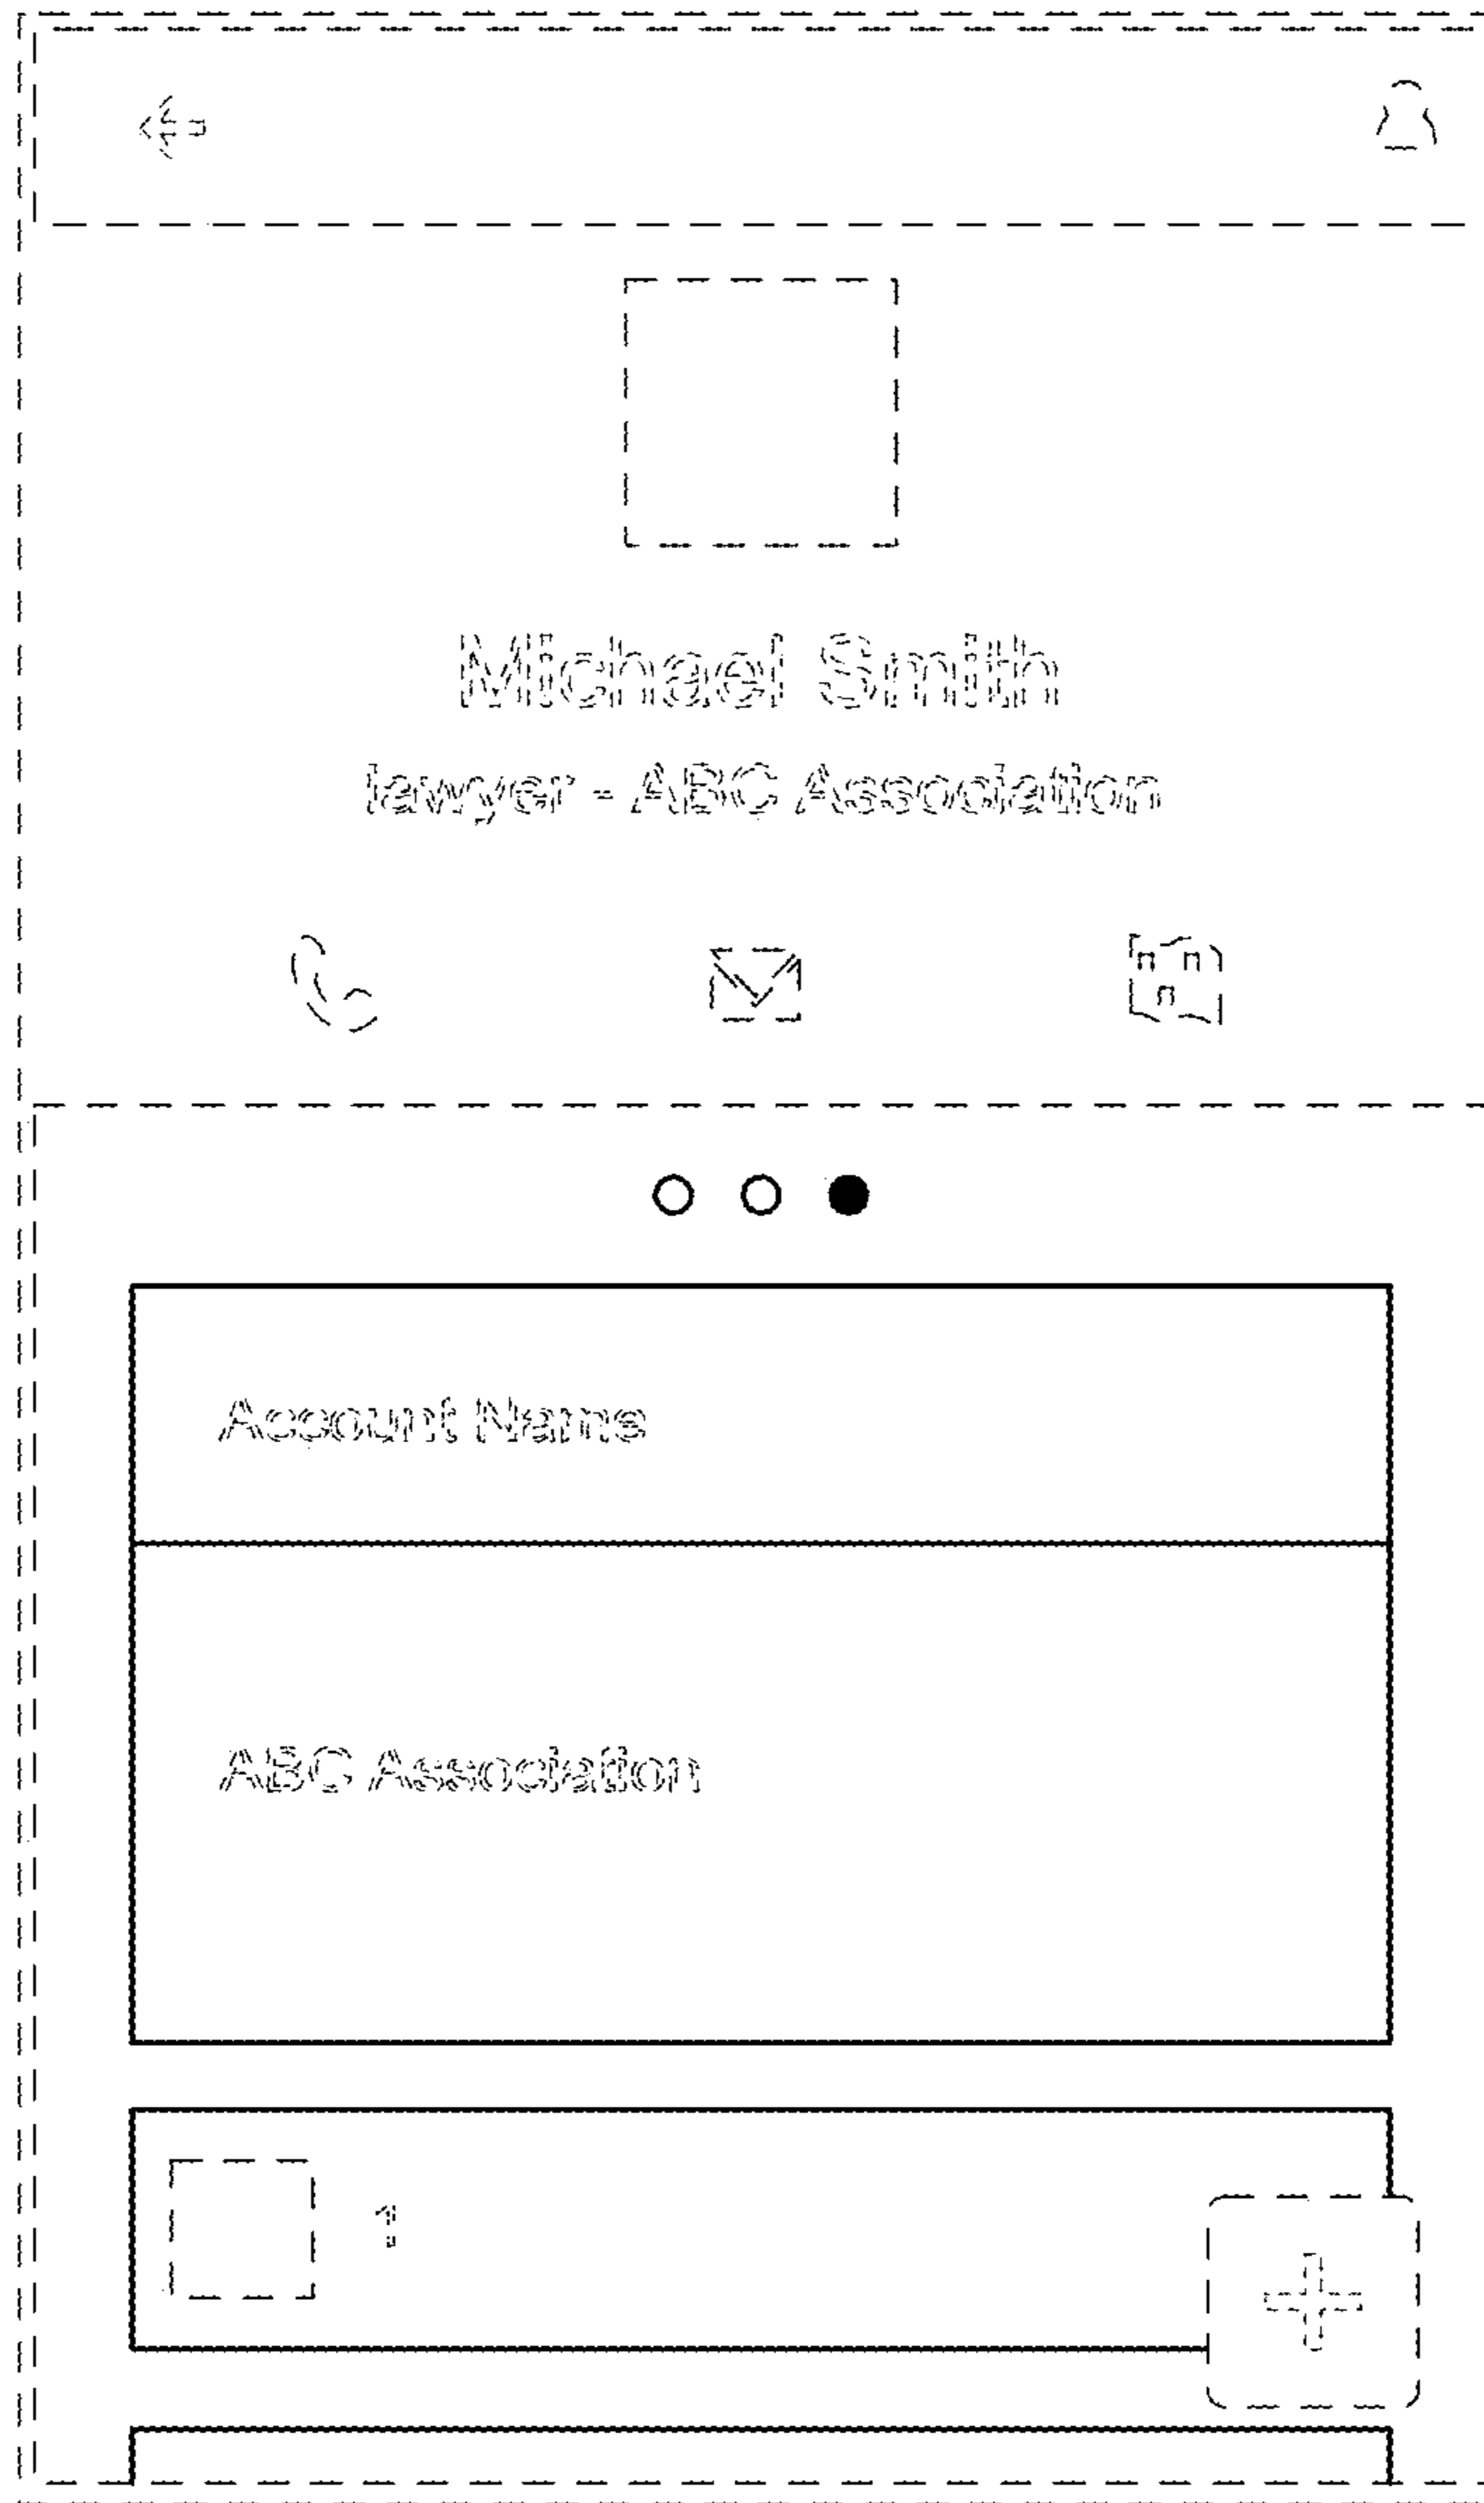 Michael Smith
lawyer - ABC Association
Account Name
ABC Association
1